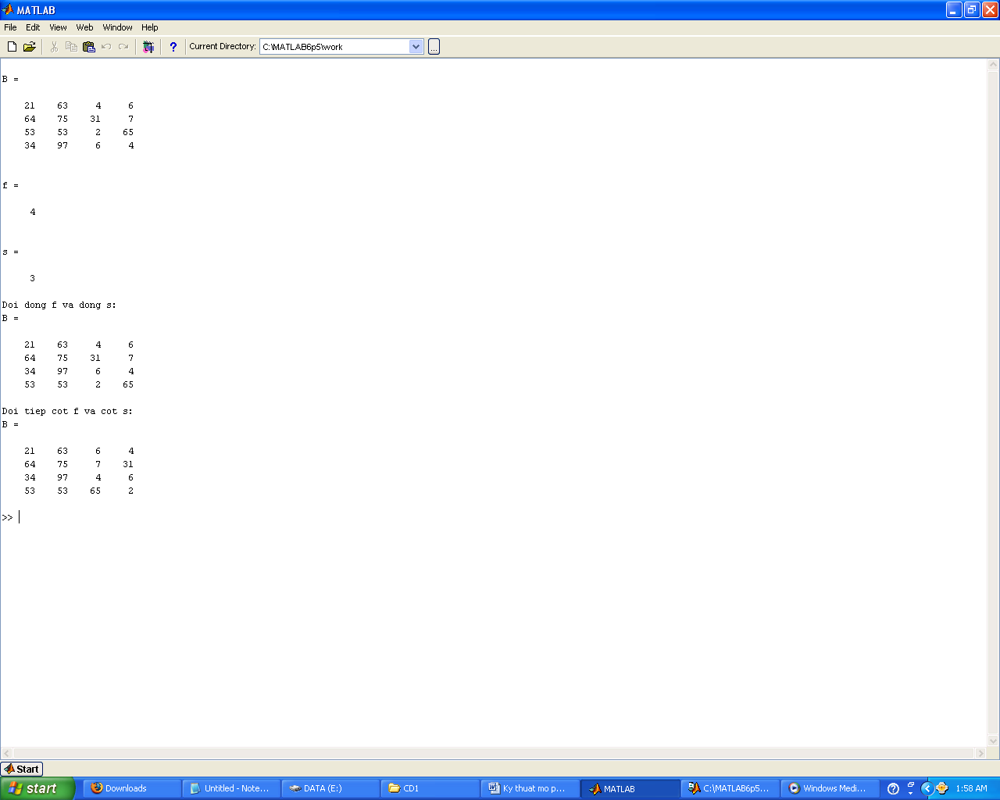 MATLAB
File Edit View Web Window Help
Current Directory: C:\MATLAB6p5\work ...
B =
21 63 4 6
64 75 31 7
53 53 2 65
34 97 6 4
f =
4
s =
3
Doi dong f va dong s:
B =
21 63 4 6
64 75 31 7
34 97 6 4
53 53 2 65
Doi tiep cot f va cot s:
B =
21 63 6 4
64 75 7 31
34 97 4 6
53 53 65 2
>>
Start
start Downloads Untitled - Note... DATA (E:) CD1 Ky thuat mo p... MATLAB C:\MATLAB6p5... Windows Medi... 1:58 AM